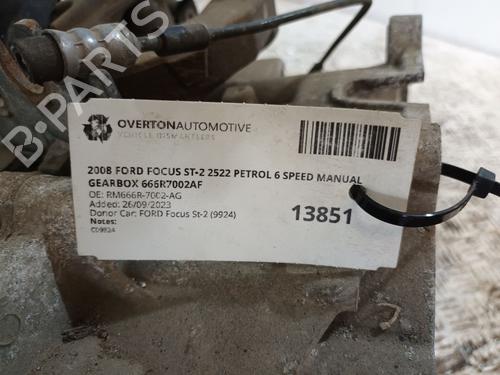 B-PARTS
OVERTONAUTOMOTIVE
VEHICLE DISMANTLERS
2008 FORD FOCUS ST-2 2522 PETROL 6 SPEED MANUAL
GEARBOX 666R7002AF
OE: RM666R-7002-AG
Added: 26/09/2023
Donor Car: FORD Focus St-2 (9924)
Notes:
C09924
13851